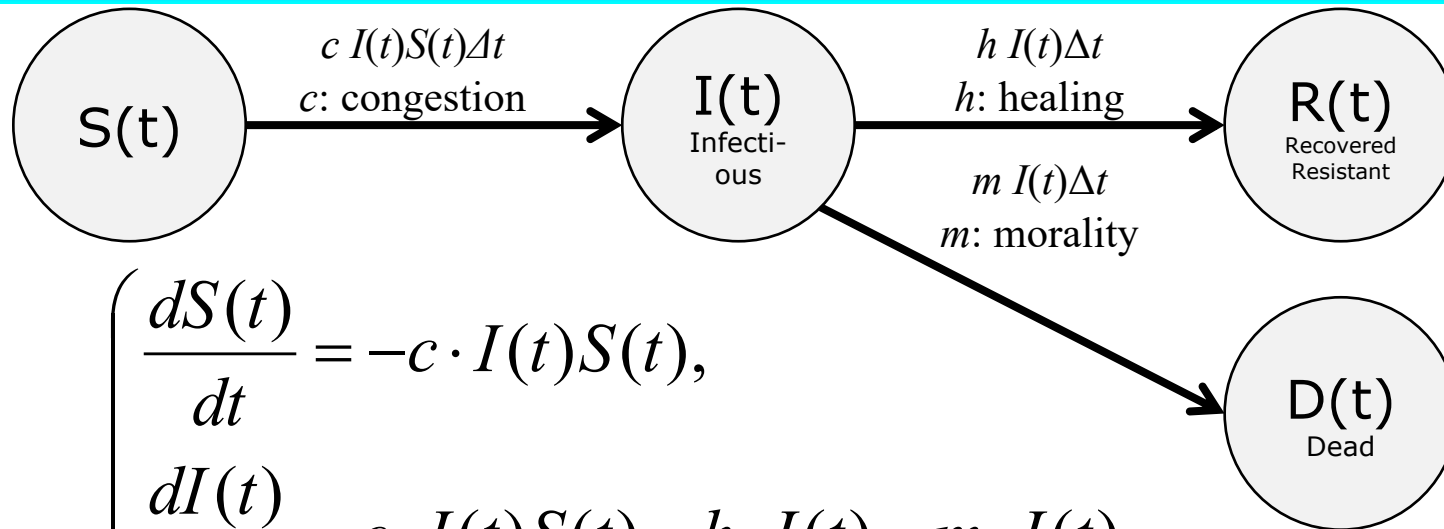 c I(t)S(t)Δt
c: congestion
h I(t)Δt
h: healing
S(t)
I(t)
Infecti-
ous
R(t)
Recovered
Resistant
m I(t)Δt
m: morality
dS(t)
dt
= −c · I(t)S(t),
D(t)
Dead
dI(t)
c I(t)S(t) h I(t) m I(t)